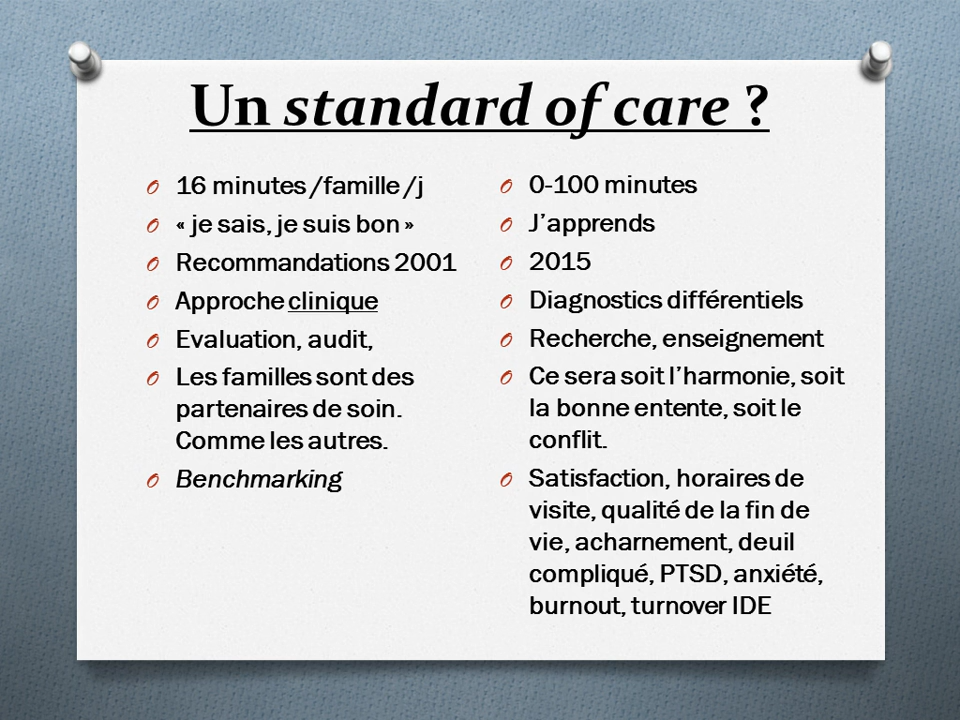 Un standard of care ?
16 minutes /famille /j
« je sais, je suis bon »
Recommandations 2001
Approche clinique
Evaluation, audit,
Les familles sont des
partenaires de soin.
Comme les autres.
Benchmarking
0-100 minutes
J’apprends
2015
Diagnostics différentiels
Recherche, enseignement
Ce sera soit l’harmonie, soit
la bonne entente, soit le
conflit.
Satisfaction, horaires de
visite, qualité de la fin de
vie, acharnement, deuil
compliqué, PTSD, anxiété,
burnout, turnover IDE